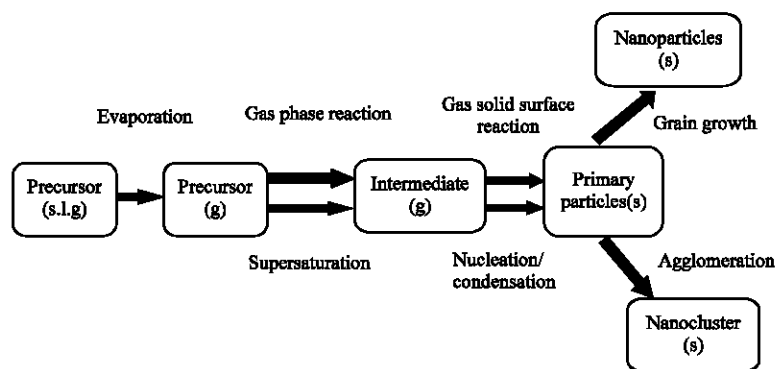 Nanoparticles
(s)
Evaporation
Gas phase reaction
Gas solid surface
reaction
Grain growth
Precursor
(s.l.g)
Precursor
(g)
Intermediate
(g)
Primary
particles(s)
Supersaturation
Nucleation/
condensation
Agglomeration
Nanocluster
(s)